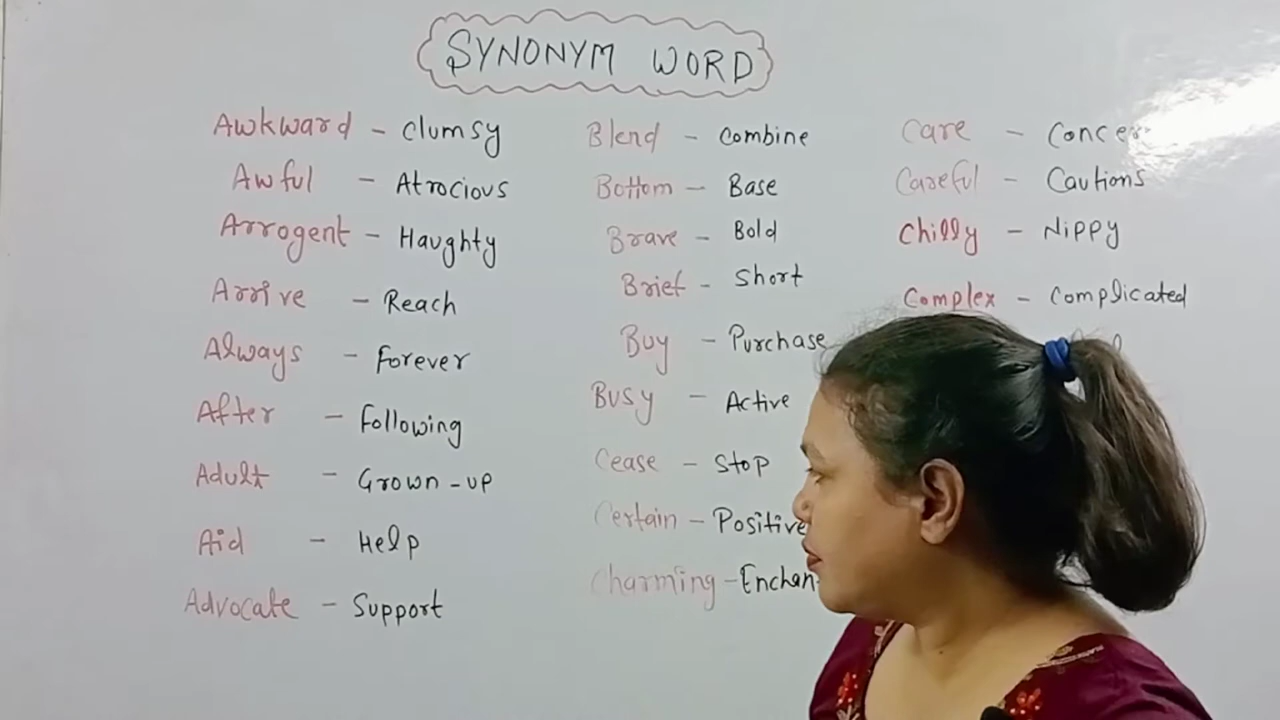 SYNONYM WORD
Awkward - Clumsy
Awful - Atrocious
Arrogent - Haughty
Arrive - Reach
Always - Forever
After - Following
Adult - Grown-up
Aid - Help
Advocate - Support
Blend - Combine
Bottom - Base
Brave - Bold
Brief - Short
Buy - Purchase
Busy - Active
Cease - Stop
Certain - Positive
Charming - Enchan
Care - Concer
Careful - Cautions
Chilly - Nippy
Complex - Complicated